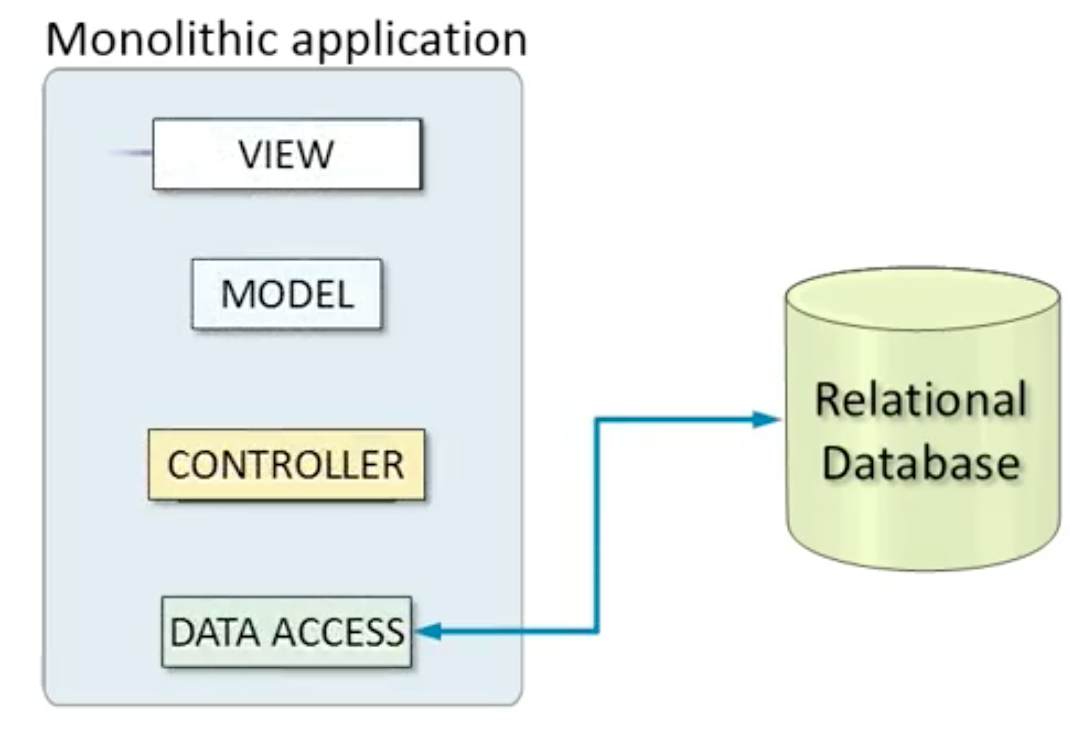 Monolithic application
VIEW
MODEL
CONTROLLER
DATA ACCESS
Relational
Database